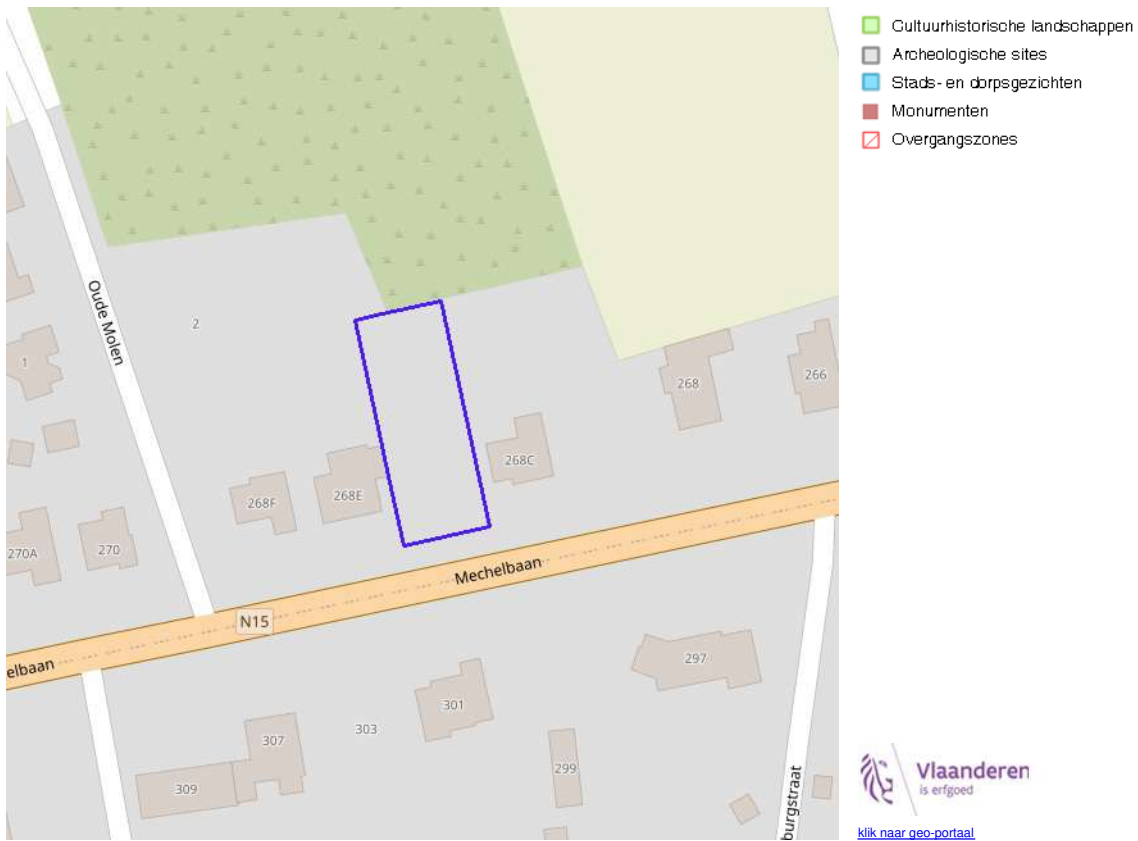 Cultuurhistorische landschappen
Archeologische sites
Stads- en dorpsgezichten
Monumenten
Overgangszones
Oude Molen
2
1
268
266
268C
268F
268E
270A
270
Mechelbaan
N15
elbaan
297
301
303
307
299
309
burgstraat
Vlaanderen
is erfgoed
klik naar geo-portaal